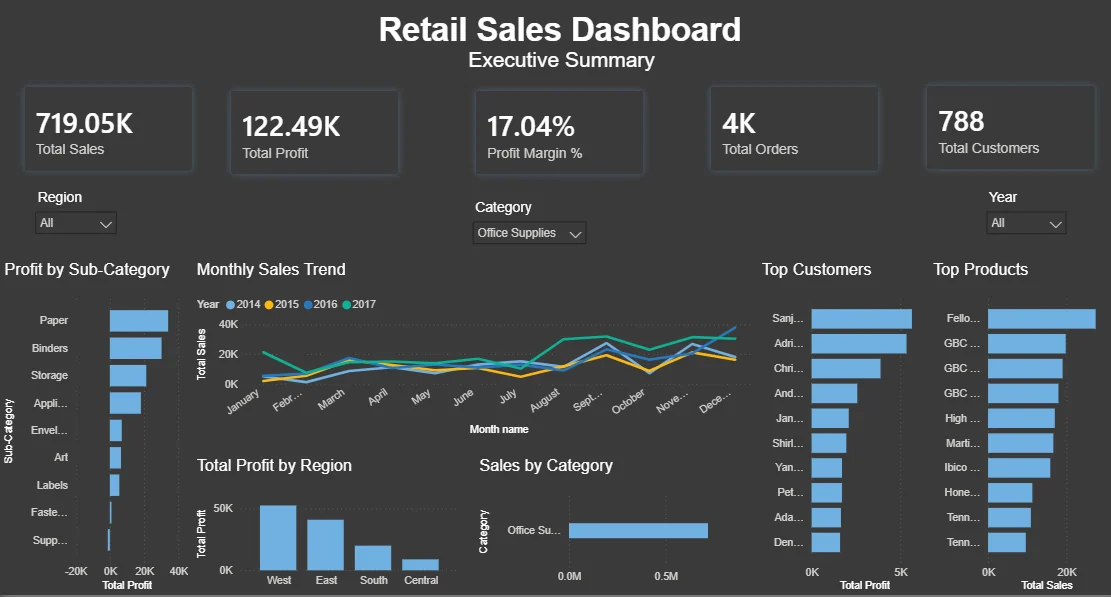 Retail Sales Dashboard
Executive Summary
719.05K
Total Sales
122.49K
Total Profit
17.04%
Profit Margin %
4K
Total Orders
788
Total Customers
Region
All
Category
Office Supplies
Year
All
Profit by Sub-Category
Sub-Category
Paper
Binders
Storage
Appli...
Envel...
Art
Labels
Faste...
Supp...
-20K 0K 20K 40K
Total Profit
Monthly Sales Trend
Year 2014 2015 2016 2017
Total Sales
40K
20K
0K
January Febr... March April May June July August Sept... October Nove... Dece...
Month name
Total Profit by Region
Total Profit
50K
0K
West East South Central
Sales by Category
Category
Office Su...
0.0M 0.5M
Top Customers
Sanj...
Adri...
Chri...
And...
Jan...
Shirl...
Yan...
Pet...
Ada...
Den...
0K 5K
Total Profit
Top Products
Fello...
GBC ...
GBC ...
GBC ...
High ...
Marti...
Ibico ...
Hone...
Tenn...
Tenn...
0K 20K
Total Sales